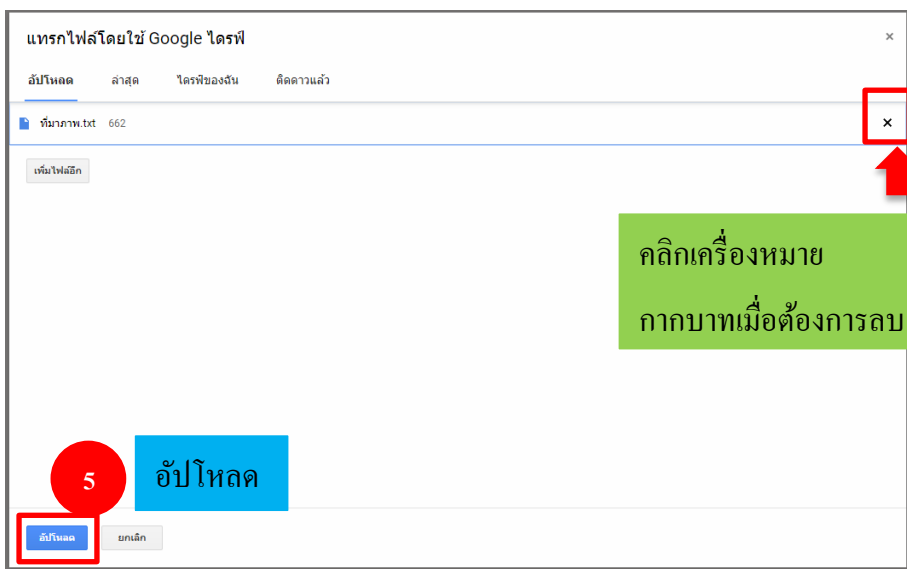 แทรกไฟล์โดยใช้ Google ไดรฟ์ ×
อัปโหลด ล่าสุด ไดรฟ์ของฉัน ติดดาวแล้ว
ที่มาภาพ.txt 662 ×
เพิ่มไฟล์อีก
คลิกเครื่องหมาย
กากบาทเมื่อต้องการลบ
5 อัปโหลด
อัปโหลด ยกเลิก